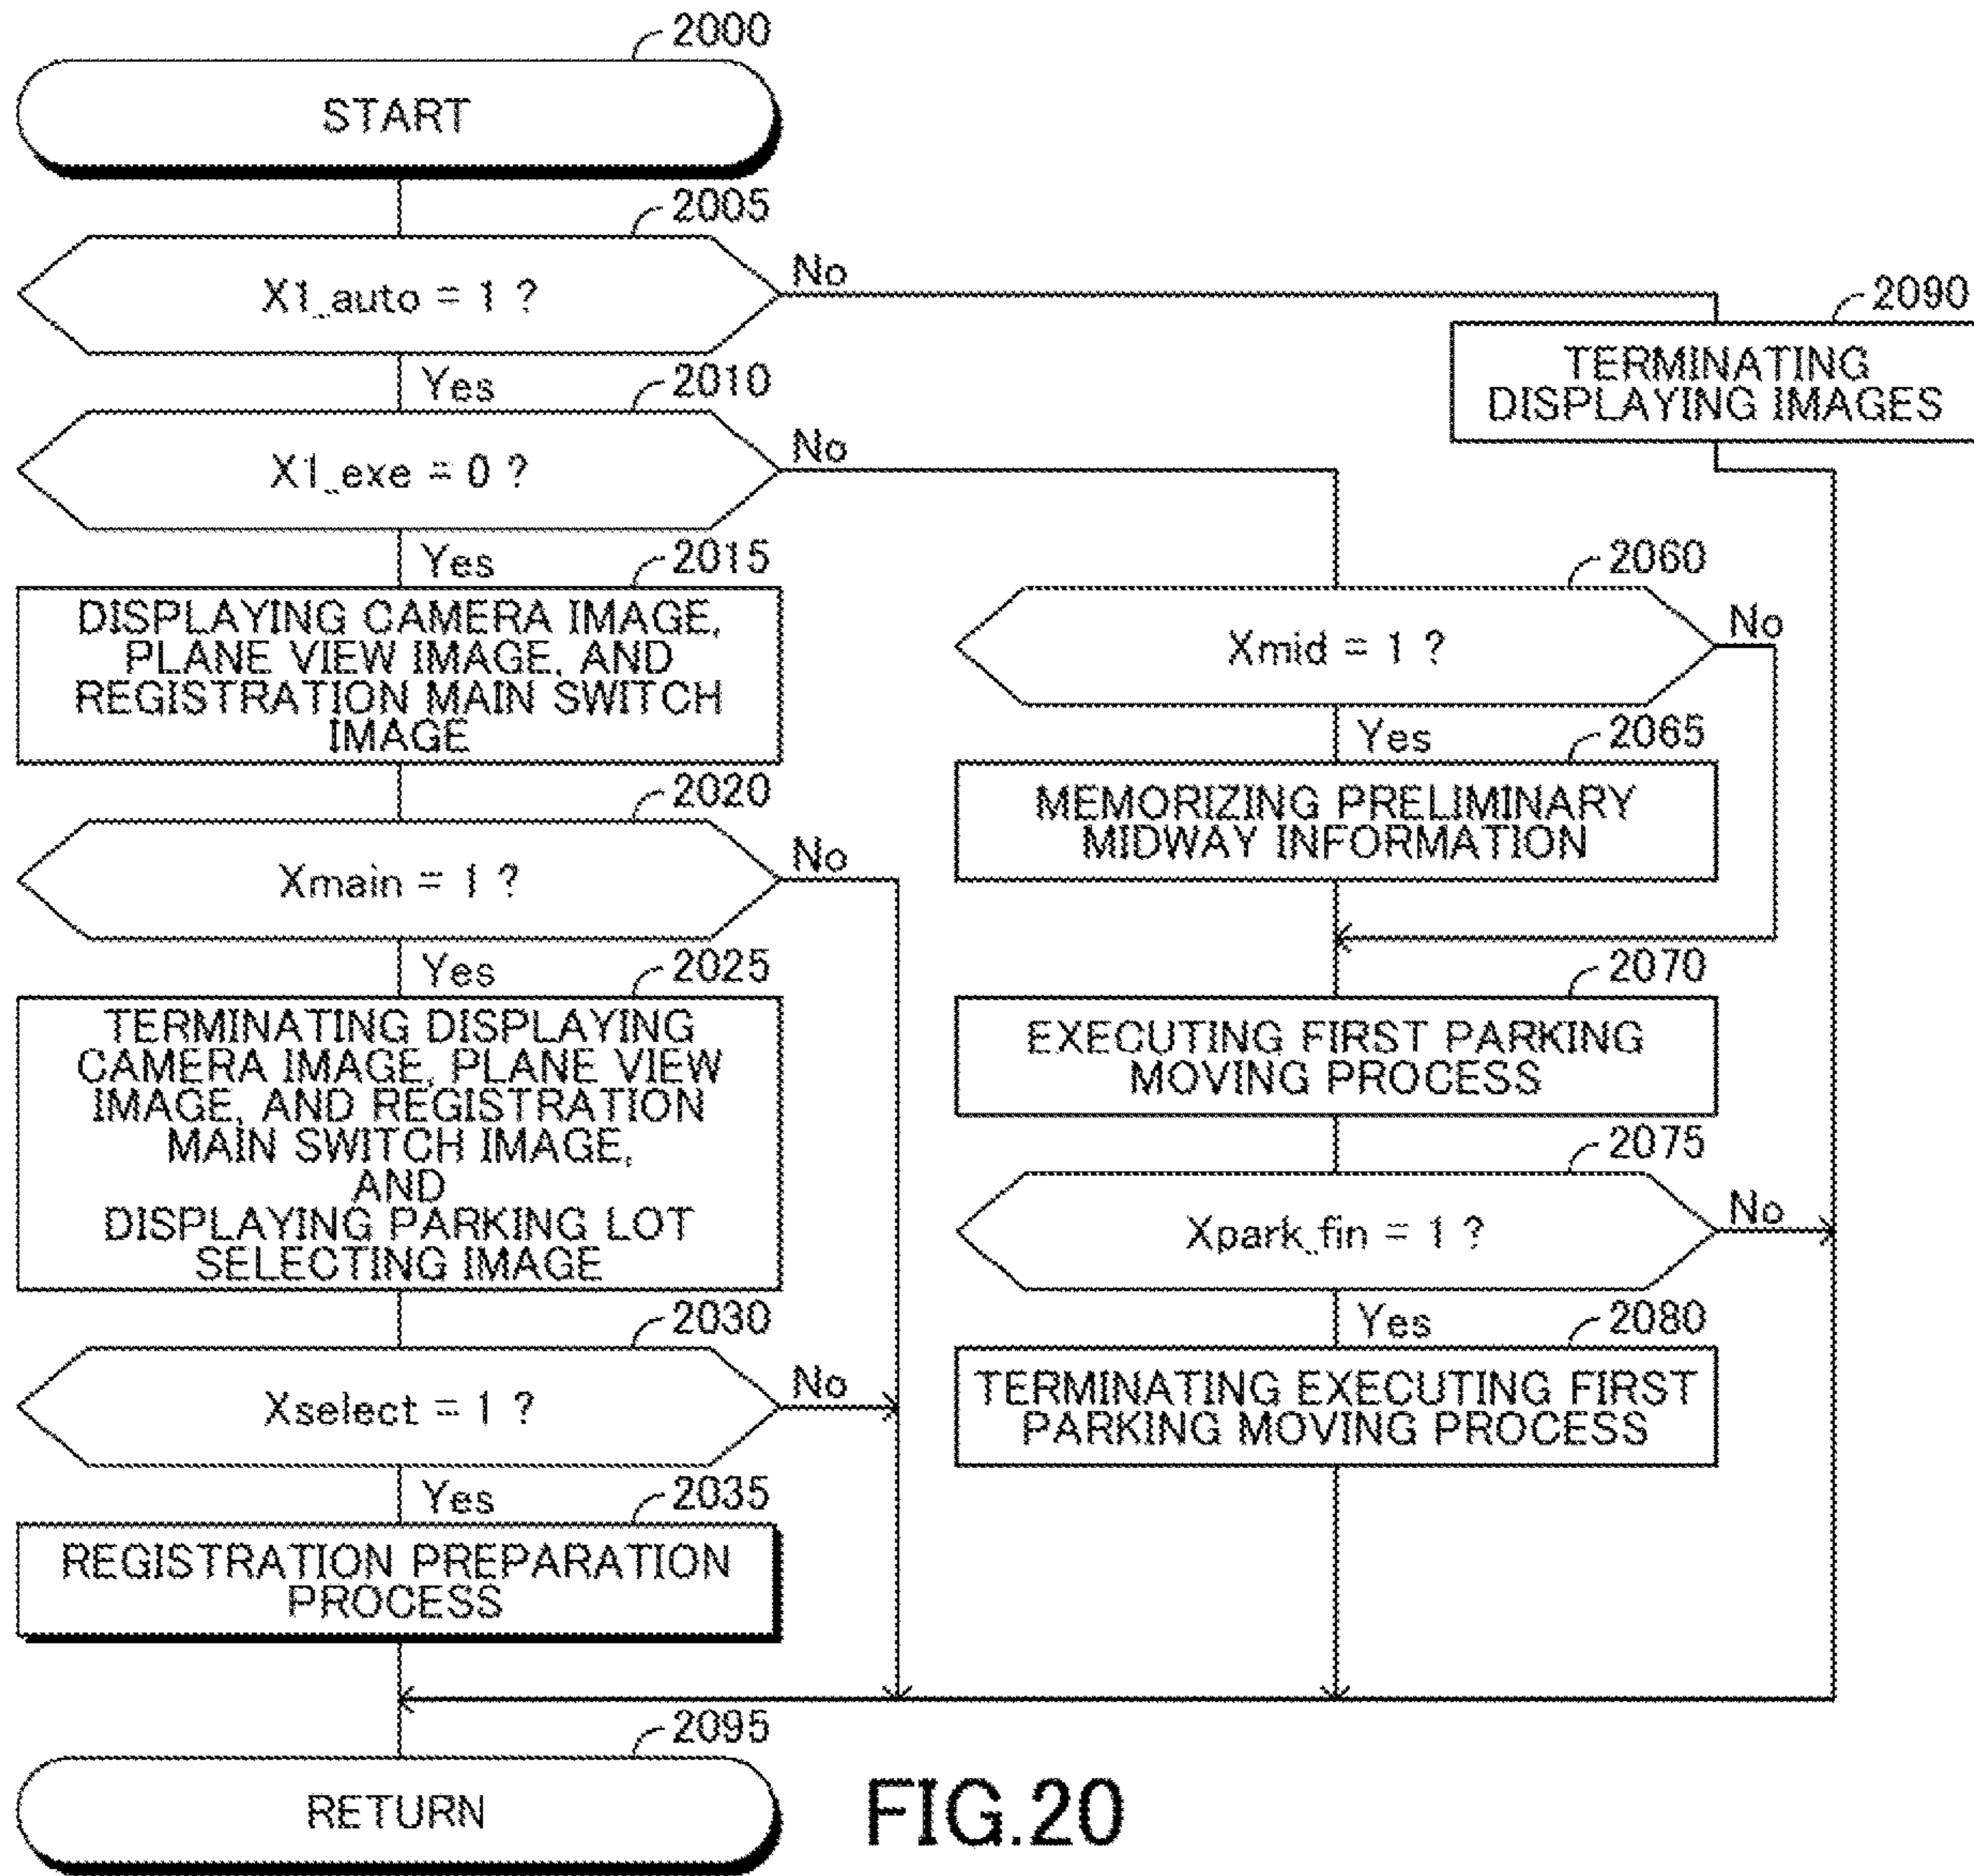 2000
START
2005
X1_auto = 1 ?
No
Yes
2090
TERMINATING
DISPLAYING IMAGES
2010
X1_exe = 0 ?
No
Yes
2015
DISPLAYING CAMERA IMAGE,
PLANE VIEW IMAGE, AND
REGISTRATION MAIN SWITCH
IMAGE
2020
Xmain = 1 ?
No
Yes
2025
TERMINATING DISPLAYING
CAMERA IMAGE, PLANE VIEW
IMAGE, AND REGISTRATION
MAIN SWITCH IMAGE,
AND
DISPLAYING PARKING LOT
SELECTING IMAGE
2030
Xselect = 1 ?
No
Yes
2035
REGISTRATION PREPARATION
PROCESS
2060
Xmid = 1 ?
No
Yes
2065
MEMORIZING PRELIMINARY
MIDWAY INFORMATION
2070
EXECUTING FIRST PARKING
MOVING PROCESS
2075
Xpark_fin = 1 ?
No
Yes
2080
TERMINATING EXECUTING FIRST
PARKING MOVING PROCESS
2095
RETURN
FIG.20